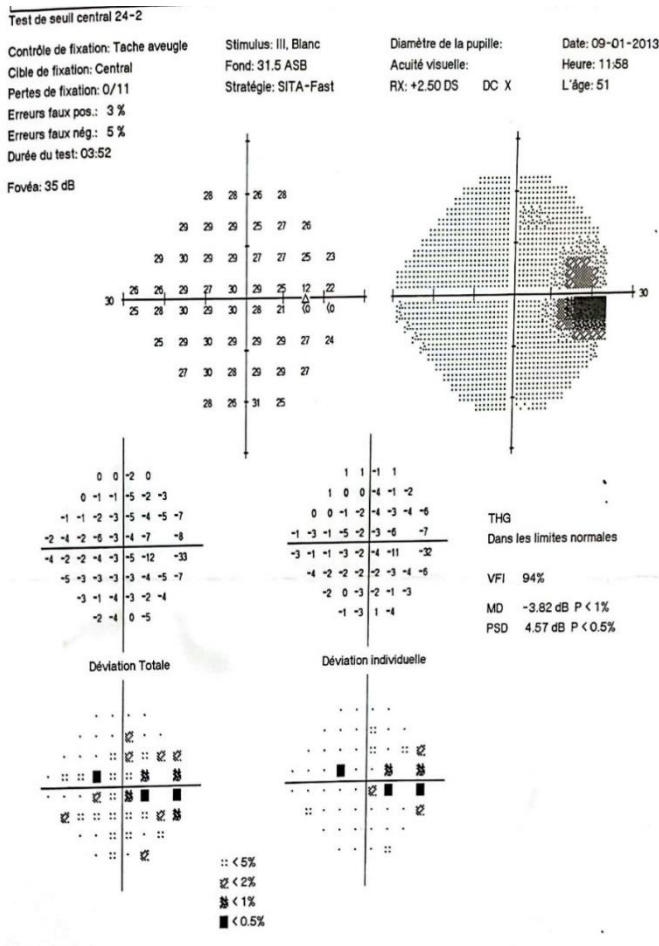 Test de seuil central 24-2
Contrôle de fixation: Tache aveugle
Cible de fixation: Central
Pertes de fixation: 0/11
Erreurs faux pos.: 3 %
Erreurs faux nég.: 5 %
Durée du test: 03:52
Fovéa: 35 dB
Stimulus: III, Blanc
Fond: 31.5 ASB
Stratégie: SITA-Fast
Diamètre de la pupille:
Acuité visuelle:
RX: +2.50 DS DC X
Date: 09-01-2013
Heure: 11:58
L'âge: 51
28 28 26 28
29 29 29 25 27 26
29 30 29 29 27 27 25 23
30 26 26 29 27 30 29 25 12 22
25 28 30 29 30 28 21 (0 (0
25 29 30 29 29 29 27 24
27 30 28 29 29 27
28 26 31 25
30
0 0 -2 0
0 -1 -1 -5 -2 -3
-1 -1 -2 -3 -5 -4 -5 -7
-2 -4 -2 -6 -3 -4 -7 -8
-4 -2 -2 -4 -3 -5 -12 -33
-5 -3 -3 -3 -3 -4 -5 -7
-3 -1 -4 -3 -2 -4
-2 -4 0 -5
Déviation Totale
1 1 -1 1
1 0 0 -4 -1 -2
0 0 -1 -2 -4 -3 -4 -6
-1 -3 -1 -5 -2 -3 -6 -7
-3 -1 -1 -3 -2 -4 -11 -32
-4 -2 -2 -2 -2 -3 -4 -6
-2 0 -3 -2 -1 -3
-1 -3 1 -4
Déviation individuelle
THG
Dans les limites normales
VFI 94%
MD -3.82 dB P < 1%
PSD 4.57 dB P < 0.5%
:: < 5%
< 2%
< 1%
■ < 0.5%